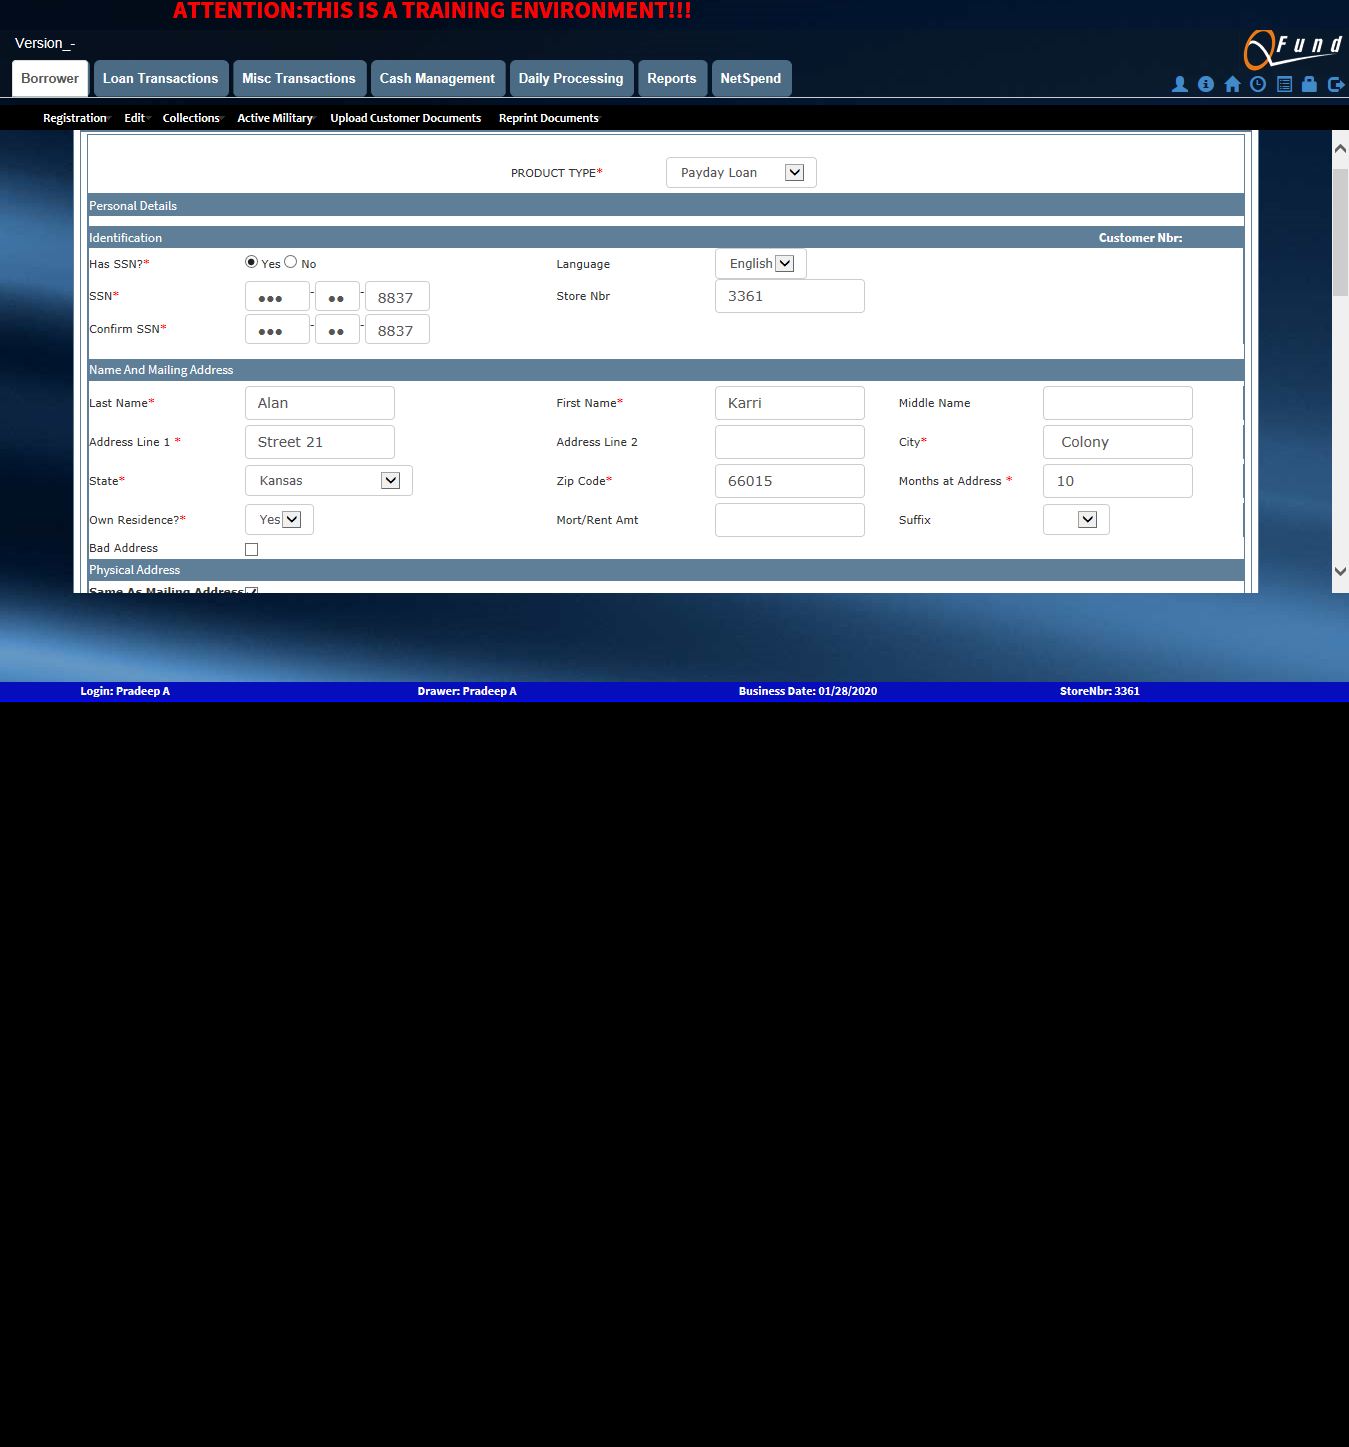 ATTENTION:THIS IS A TRAINING ENVIRONMENT!!!
Version_-
QFund
Borrower Loan Transactions Misc Transactions Cash Management Daily Processing Reports NetSpend
Registration Edit Collections Active Military Upload Customer Documents Reprint Documents
PRODUCT TYPE* Payday Loan
Personal Details
Identification Customer Nbr:
Has SSN?* Yes No Language English
SSN* ●●● - ●● - 8837 Store Nbr 3361
Confirm SSN* ●●● - ●● - 8837
Name And Mailing Address
Last Name* Alan First Name* Karri Middle Name
Address Line 1 * Street 21 Address Line 2 City* Colony
State* Kansas Zip Code* 66015 Months at Address * 10
Own Residence?* Yes Mort/Rent Amt Suffix
Bad Address
Physical Address
Same As Mailing Address
Login: Pradeep A Drawer: Pradeep A Business Date: 01/28/2020 StoreNbr: 3361